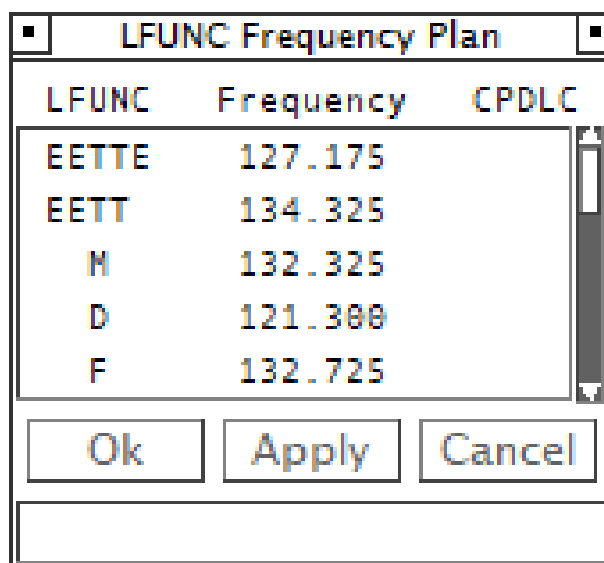 LFUNC Frequency Plan
LFUNC Frequency CPDLC
EETTE 127.175
EETT 134.325
M 132.325
D 121.300
F 132.725
Ok Apply Cancel